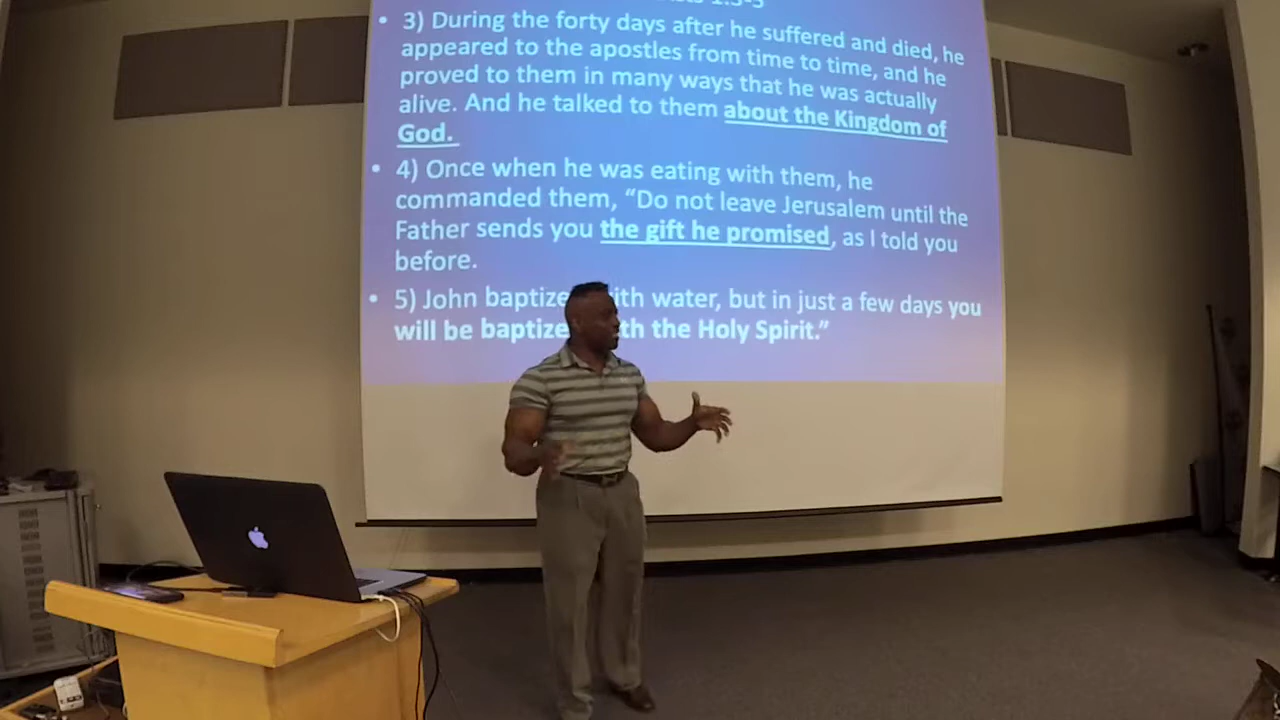 • 3) During the forty days after he suffered and died, he
appeared to the apostles from time to time, and he
proved to them in many ways that he was actually
alive. And he talked to them about the Kingdom of
God.
• 4) Once when he was eating with them, he
commanded them, “Do not leave Jerusalem until the
Father sends you the gift he promised, as I told you
before.
• 5) John baptize ith water, but in just a few days you
will be baptize th the Holy Spirit.”